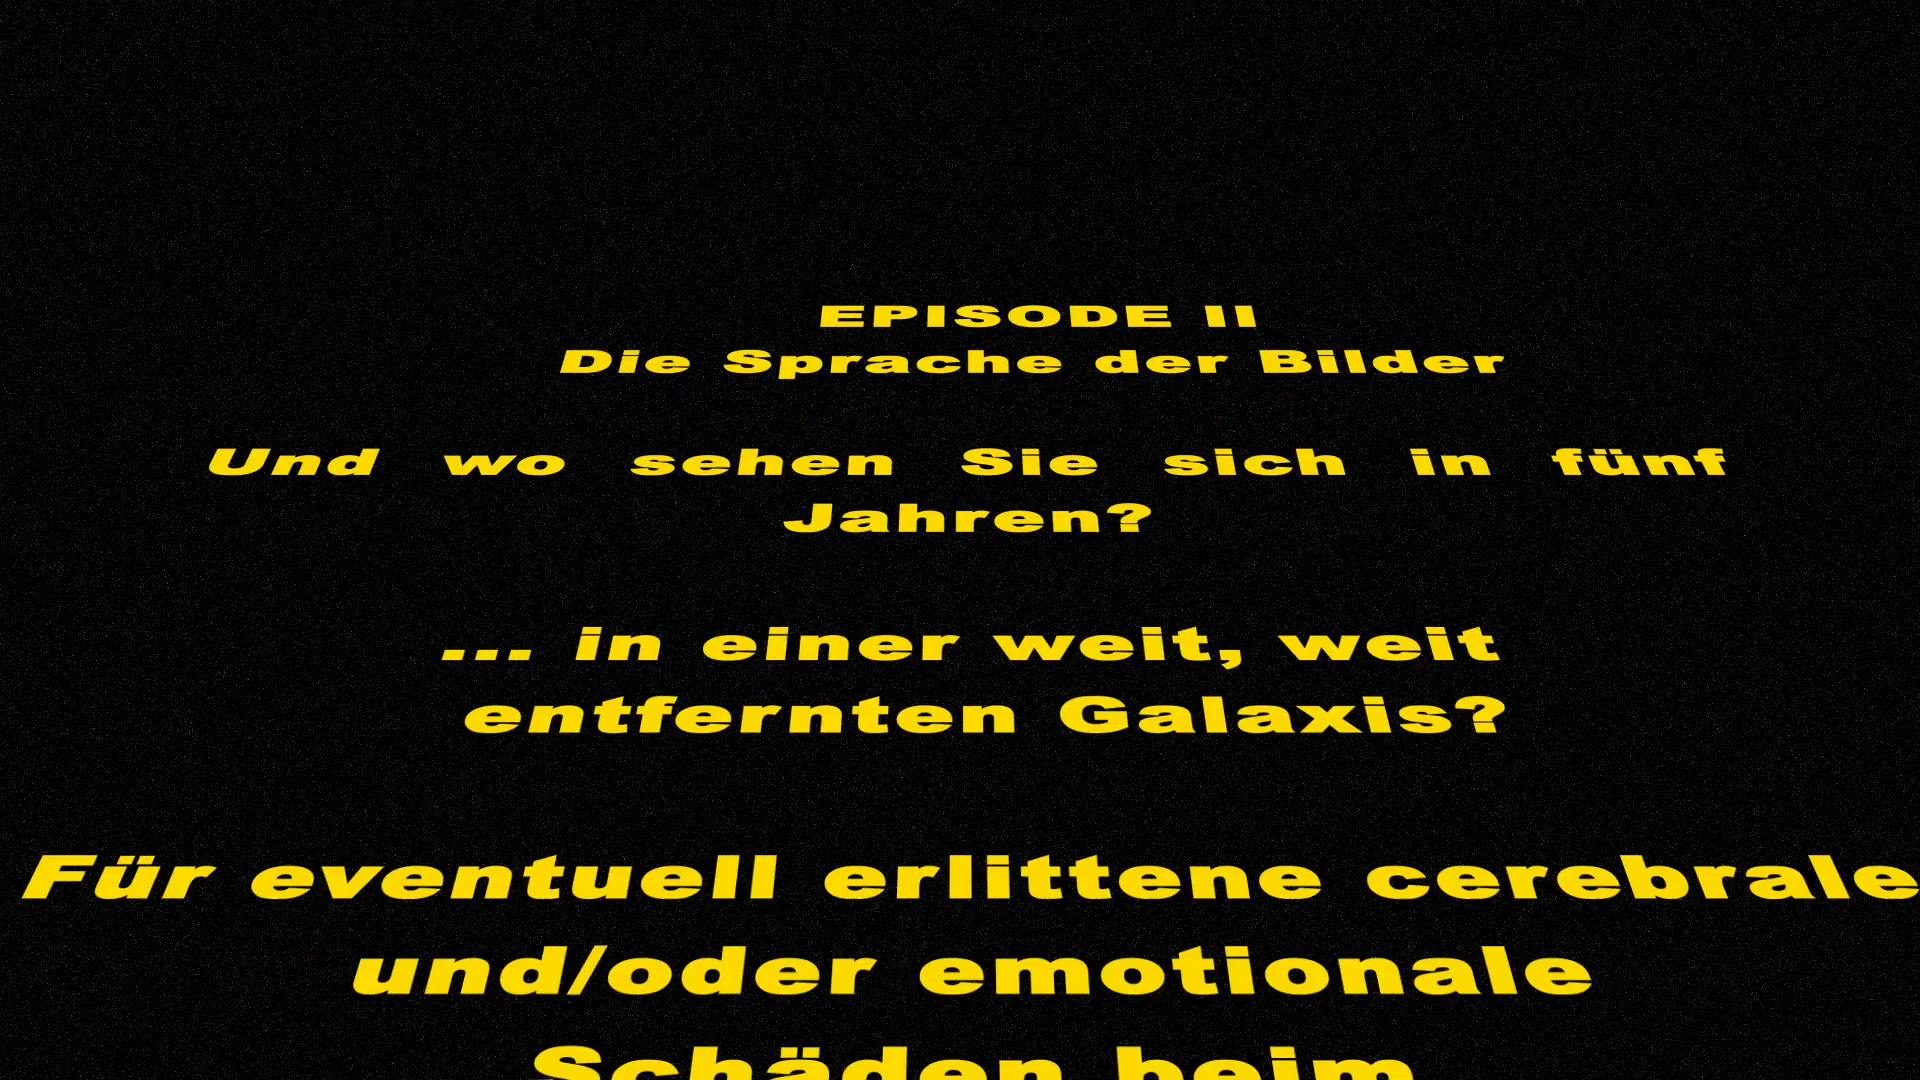 EPISODE II
Die Sprache der Bilder
Und wo sehen Sie sich in fünf
Jahren?
... in einer weit, weit
entfernten Galaxis?
Für eventuell erlittene cerebrale
und/oder emotionale
Schäden beim